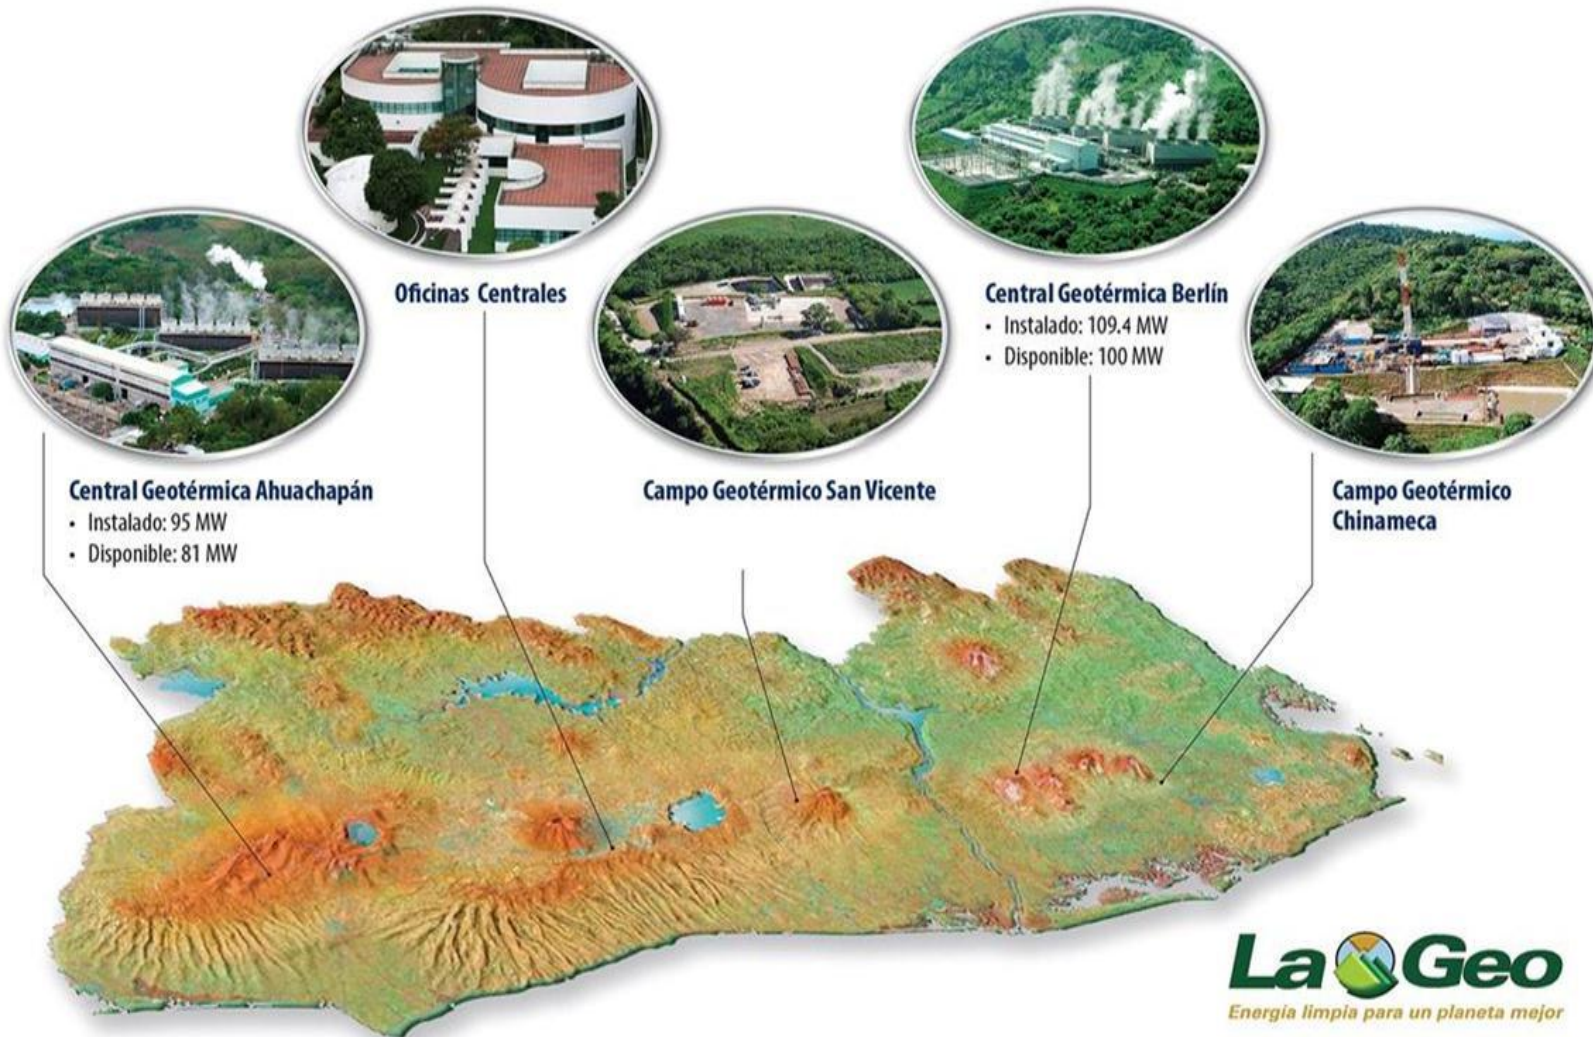 Oficinas Centrales
Central Geotérmica Berlín
• Instalado: 109.4 MW
• Disponible: 100 MW
Central Geotérmica Ahuachapán
• Instalado: 95 MW
• Disponible: 81 MW
Campo Geotérmico San Vicente
Campo Geotérmico
Chinameca
LaGeo
Energía limpia para un planeta mejor